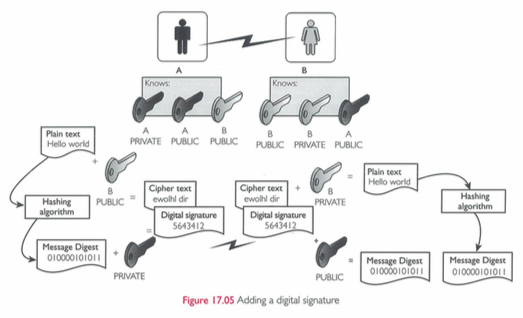 A
B
Knows:
Knows:
A
PRIVATE
A
PUBLIC
B
PUBLIC
B
PUBLIC
B
PRIVATE
A
PUBLIC
Plain text
Hello world
+
B
PUBLIC
=
Cipher text
ewolhl dir
Cipher text
ewolhl dir
+
B
PRIVATE
=
Plain text
Hello world
Hashing
algorithm
Hashing
algorithm
=
Digital signature
5643412
Digital signature
5643412
Message Digest
010000101011
+
PRIVATE
+
PUBLIC
=
Message Digest
010000101011
Message Digest
010000101011
Figure 17.05 Adding a digital signature